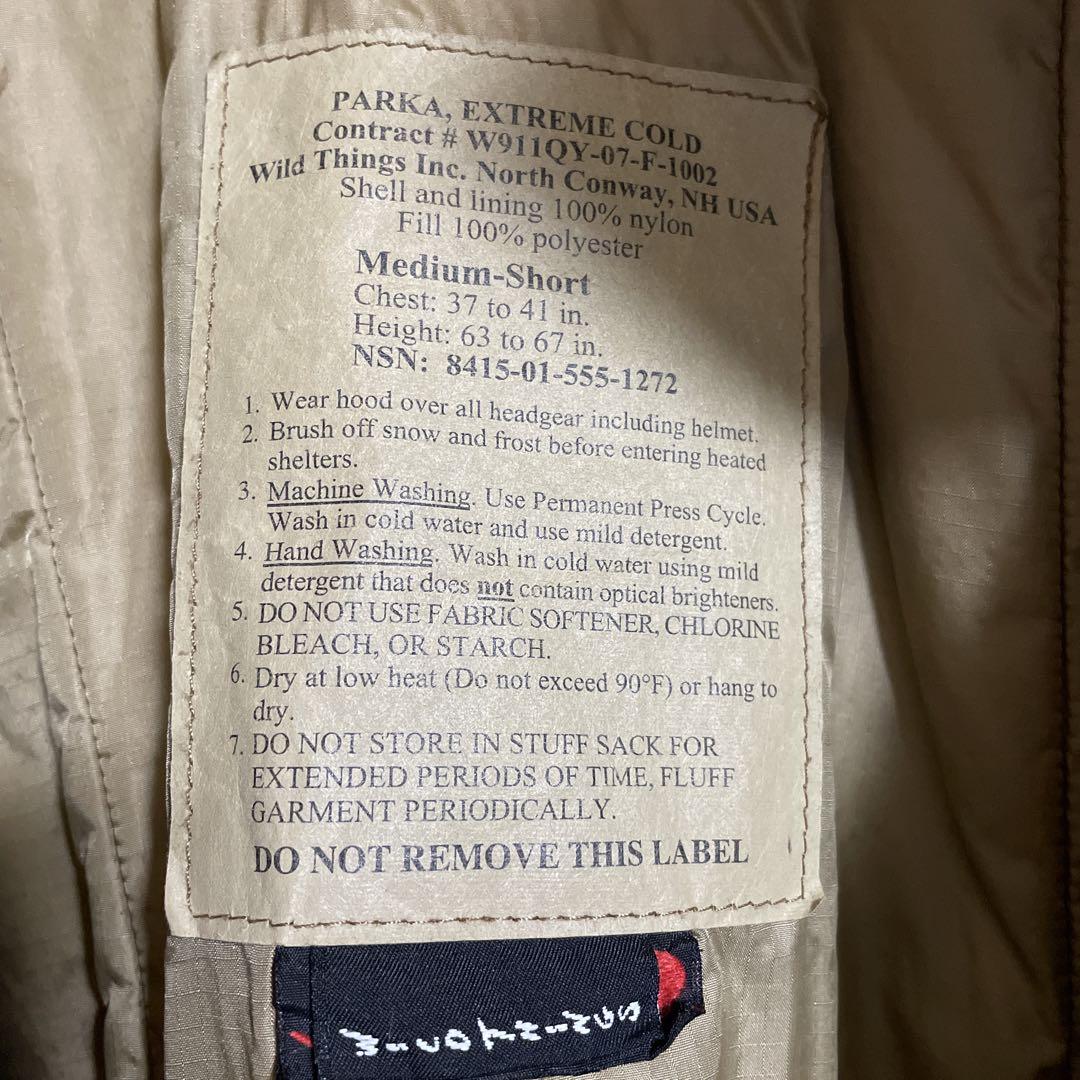 PARKA, EXTREME COLD
Contract # W911QY-07-F-1002
Wild Things Inc. North Conway, NH USA
Shell and lining 100% nylon
Fill 100% polyester
Medium-Short
Chest: 37 to 41 in.
Height: 63 to 67 in.
NSN: 8415-01-555-1272
1. Wear hood over all headgear including helmet.
2. Brush off snow and frost before entering heated
shelters.
3. Machine Washing. Use Permanent Press Cycle.
Wash in cold water and use mild detergent.
4. Hand Washing. Wash in cold water using mild
detergent that does not contain optical brighteners.
5. DO NOT USE FABRIC SOFTENER, CHLORINE
BLEACH, OR STARCH.
6. Dry at low heat (Do not exceed 90°F) or hang to
dry.
7. DO NOT STORE IN STUFF SACK FOR
EXTENDED PERIODS OF TIME, FLUFF
GARMENT PERIODICALLY.
DO NOT REMOVE THIS LABEL